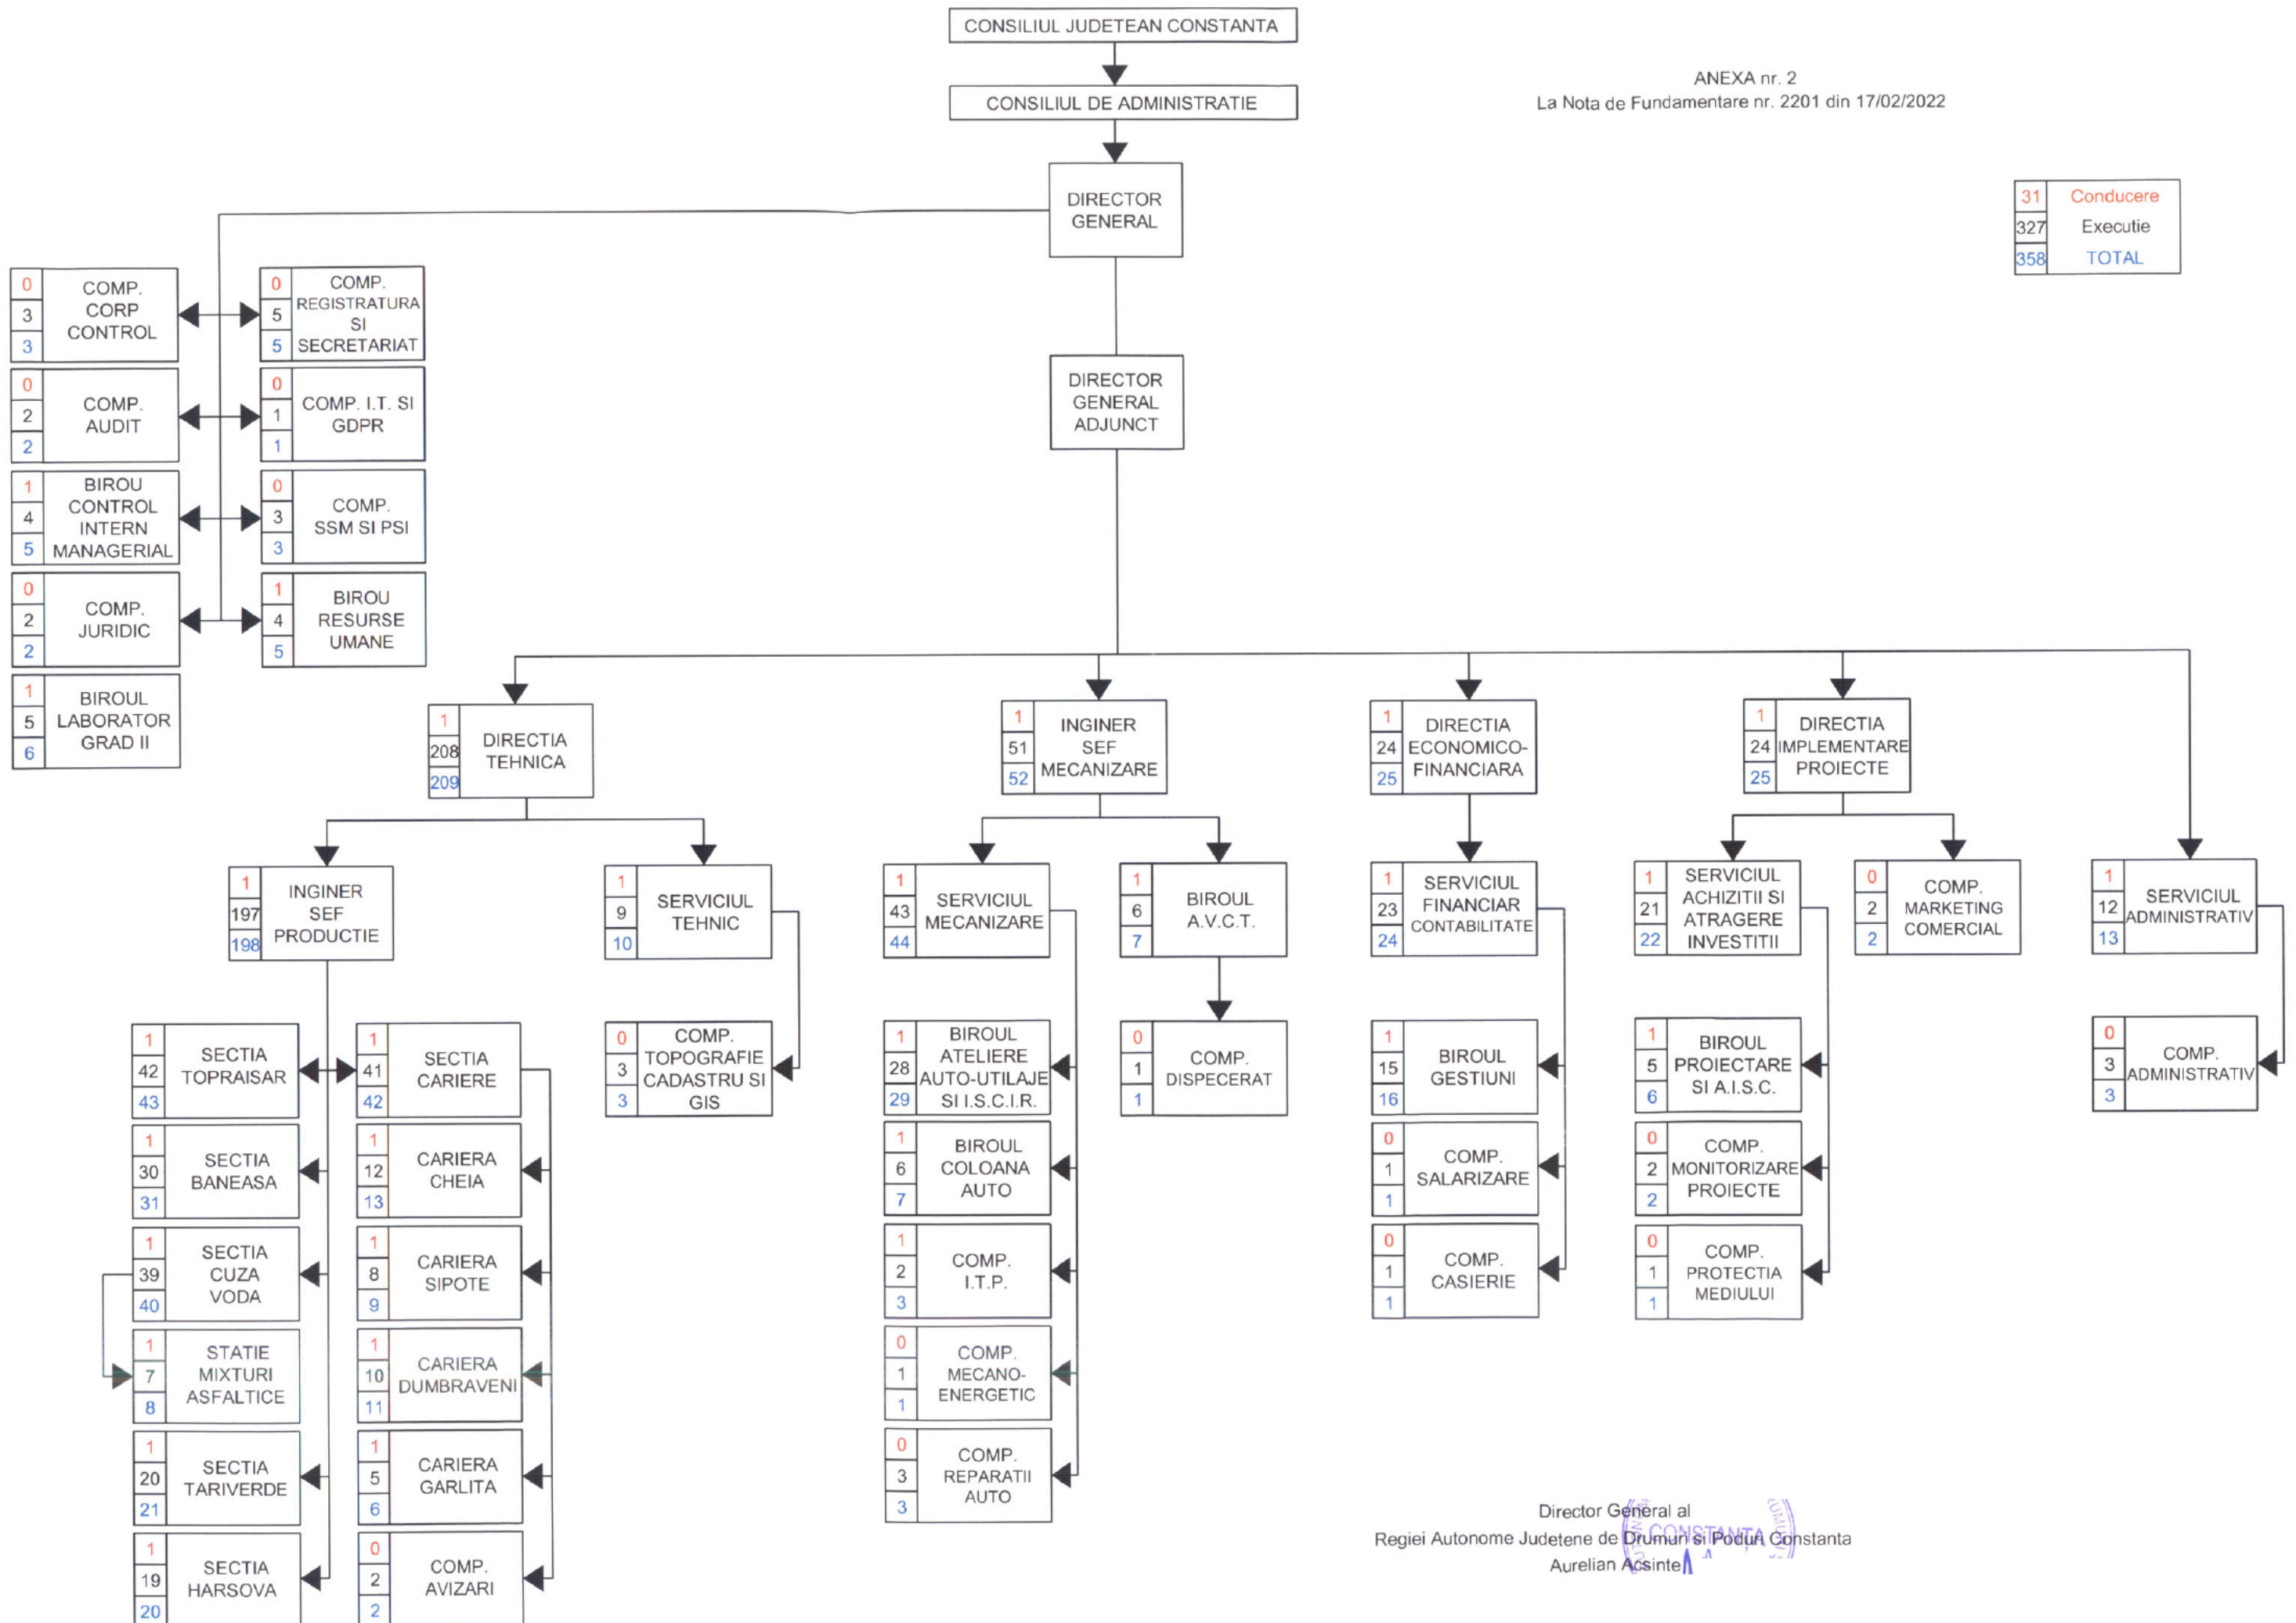 CONSILIUL JUDETEAN CONSTANTA
CONSILIUL DE ADMINISTRATIE
ANEXA nr. 2
La Nota de Fundamentare nr. 2201 din 17/02/2022
DIRECTOR
GENERAL
31 Conducere
327 Executie
358 TOTAL
DIRECTOR
GENERAL
ADJUNCT
0
3
3
COMP.
CORP
CONTROL
0
5
5
COMP.
REGISTRATURA
SI
SECRETARIAT
0
2
2
COMP.
AUDIT
0
1
1
COMP. I.T. SI
GDPR
1
4
5
BIROU
CONTROL
INTERN
MANAGERIAL
0
3
3
COMP.
SSM SI PSI
0
2
2
COMP.
JURIDIC
1
4
5
BIROU
RESURSE
UMANE
1
5
6
BIROUL
LABORATOR
GRAD II
1
208
209
DIRECTIA
TEHNICA
1
51
52
INGINER
SEF
MECANIZARE
1
24
25
DIRECTIA
ECONOMICO-
FINANCIARA
1
24
25
DIRECTIA
IMPLEMENTARE
PROIECTE
1
197
198
INGINER
SEF
PRODUCTIE
1
9
10
SERVICIUL
TEHNIC
1
43
44
SERVICIUL
MECANIZARE
1
6
7
BIROUL
A.V.C.T.
1
23
24
SERVICIUL
FINANCIAR
CONTABILITATE
1
21
22
SERVICIUL
ACHIZITII SI
ATRAGERE
INVESTITII
0
2
2
COMP.
MARKETING
COMERCIAL
1
12
13
SERVICIUL
ADMINISTRATIV
1
42
43
SECTIA
TOPRAISAR
1
41
42
SECTIA
CARIERE
0
3
3
COMP.
TOPOGRAFIE
CADASTRU SI
GIS
1
28
29
BIROUL
ATELIERE
AUTO-UTILAJE
SI I.S.C.I.R.
0
1
1
COMP.
DISPECERAT
1
15
16
BIROUL
GESTIUNI
1
5
6
BIROUL
PROIECTARE
SI A.I.S.C.
0
3
3
COMP.
ADMINISTRATIV
1
30
31
SECTIA
BANEASA
1
12
13
CARIERA
CHEIA
1
6
7
BIROUL
COLOANA
AUTO
0
1
1
COMP.
SALARIZARE
0
2
2
COMP.
MONITORIZARE
PROIECTE
1
39
40
SECTIA
CUZA
VODA
1
8
9
CARIERA
SIPOTE
1
2
3
COMP.
I.T.P.
0
1
1
COMP.
CASIERIE
0
1
1
COMP.
PROTECTIA
MEDIULUI
1
7
8
STATIE
MIXTURI
ASFALTICE
1
10
11
CARIERA
DUMBRAVENI
0
1
1
COMP.
MECANO-
ENERGETIC
1
20
21
SECTIA
TARIVERDE
1
5
6
CARIERA
GARLITA
0
3
3
COMP.
REPARATII
AUTO
1
19
20
SECTIA
HARSOVA
0
2
2
COMP.
AVIZARI
Director General al
Regiei Autonome Judetene de Drumuri si Poduri Constanta
Aurelian Acsinte
CONSTANTA